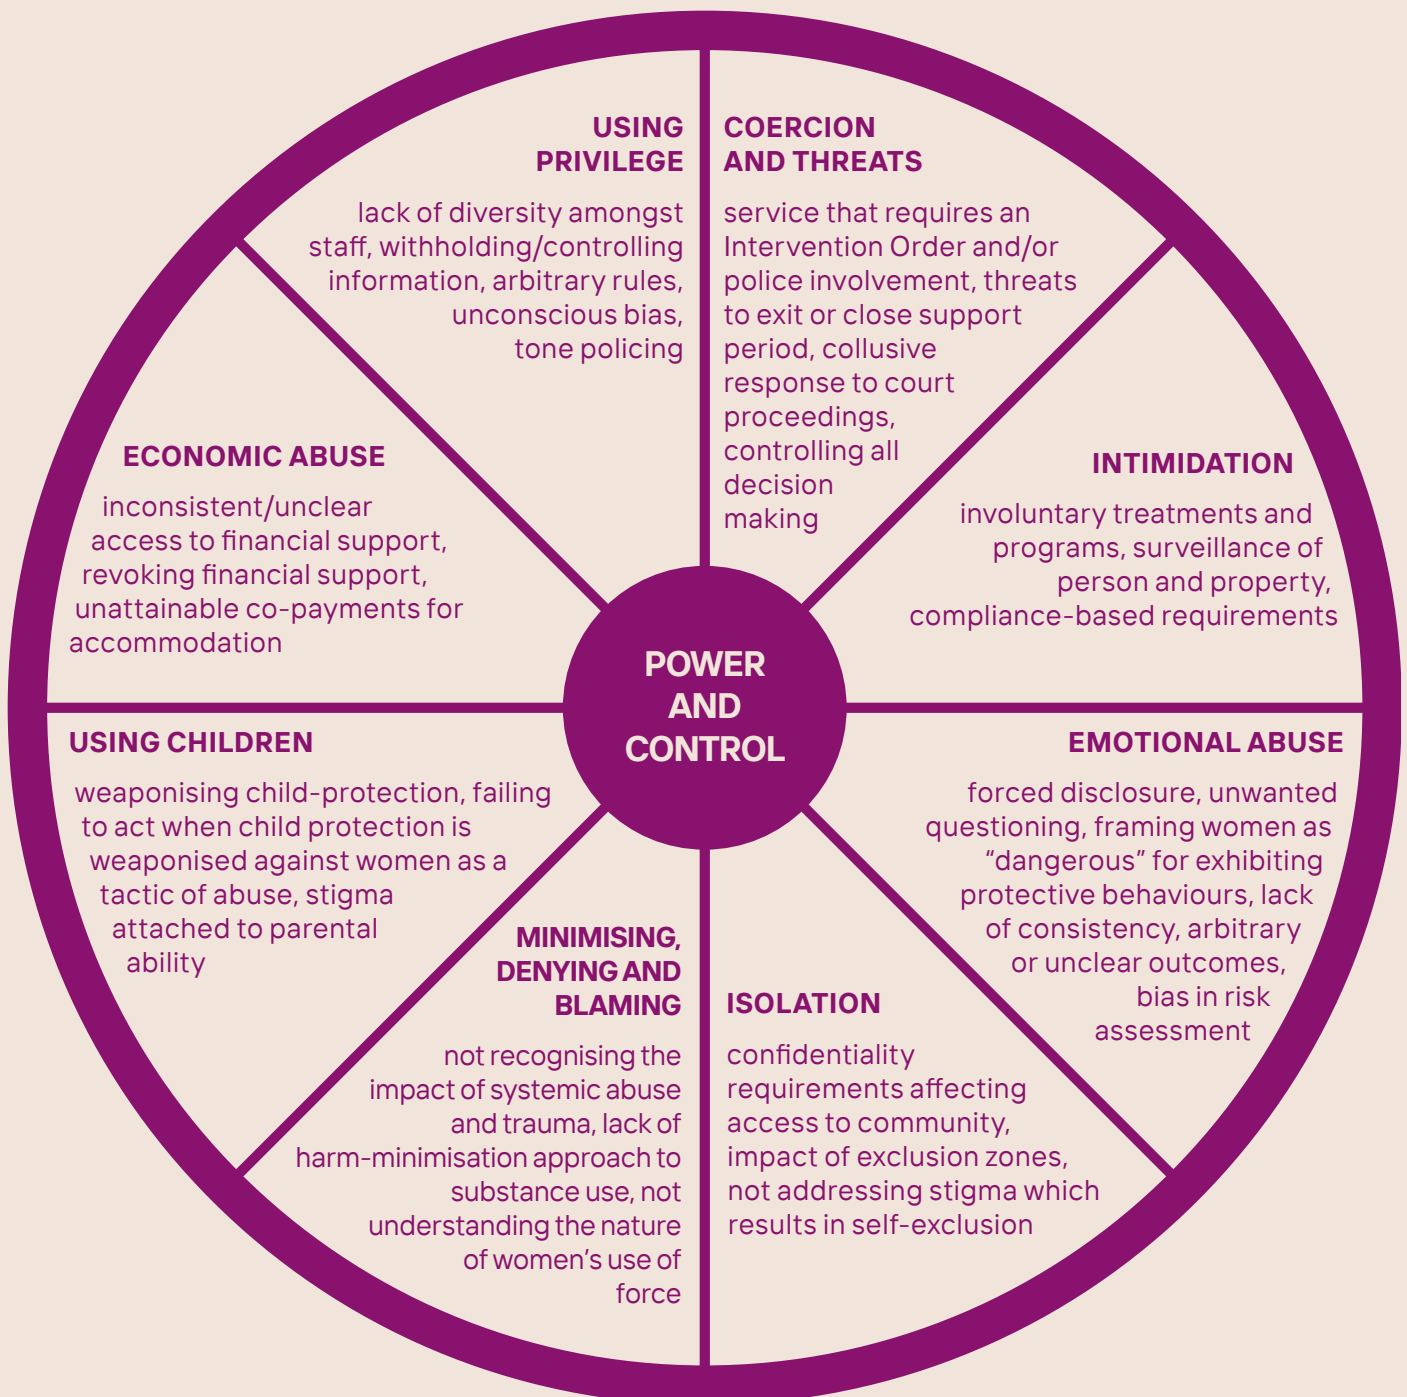 USING
PRIVILEGE
lack of diversity amongst
staff, withholding/controlling
information, arbitrary rules,
unconscious bias,
tone policing
COERCION
AND THREATS
service that requires an
Intervention Order and/or
police involvement, threats
to exit or close support
period, collusive
response to court
proceedings,
controlling all
decision
making
INTIMIDATION
involuntary treatments and
programs, surveillance of
person and property,
compliance-based requirements
EMOTIONAL ABUSE
forced disclosure, unwanted
questioning, framing women as
“dangerous” for exhibiting
protective behaviours, lack
of consistency, arbitrary
or unclear outcomes,
bias in risk
assessment
ISOLATION
confidentiality
requirements affecting
access to community,
impact of exclusion zones,
not addressing stigma which
results in self-exclusion
MINIMISING,
DENYING AND
BLAMING
not recognising the
impact of systemic abuse
and trauma, lack of
harm-minimisation approach to
substance use, not
understanding the nature
of women’s use of
force
USING CHILDREN
weaponising child-protection, failing
to act when child protection is
weaponised against women as a
tactic of abuse, stigma
attached to parental
ability
ECONOMIC ABUSE
inconsistent/unclear
access to financial support,
revoking financial support,
unattainable co-payments for
accommodation
POWER
AND
CONTROL